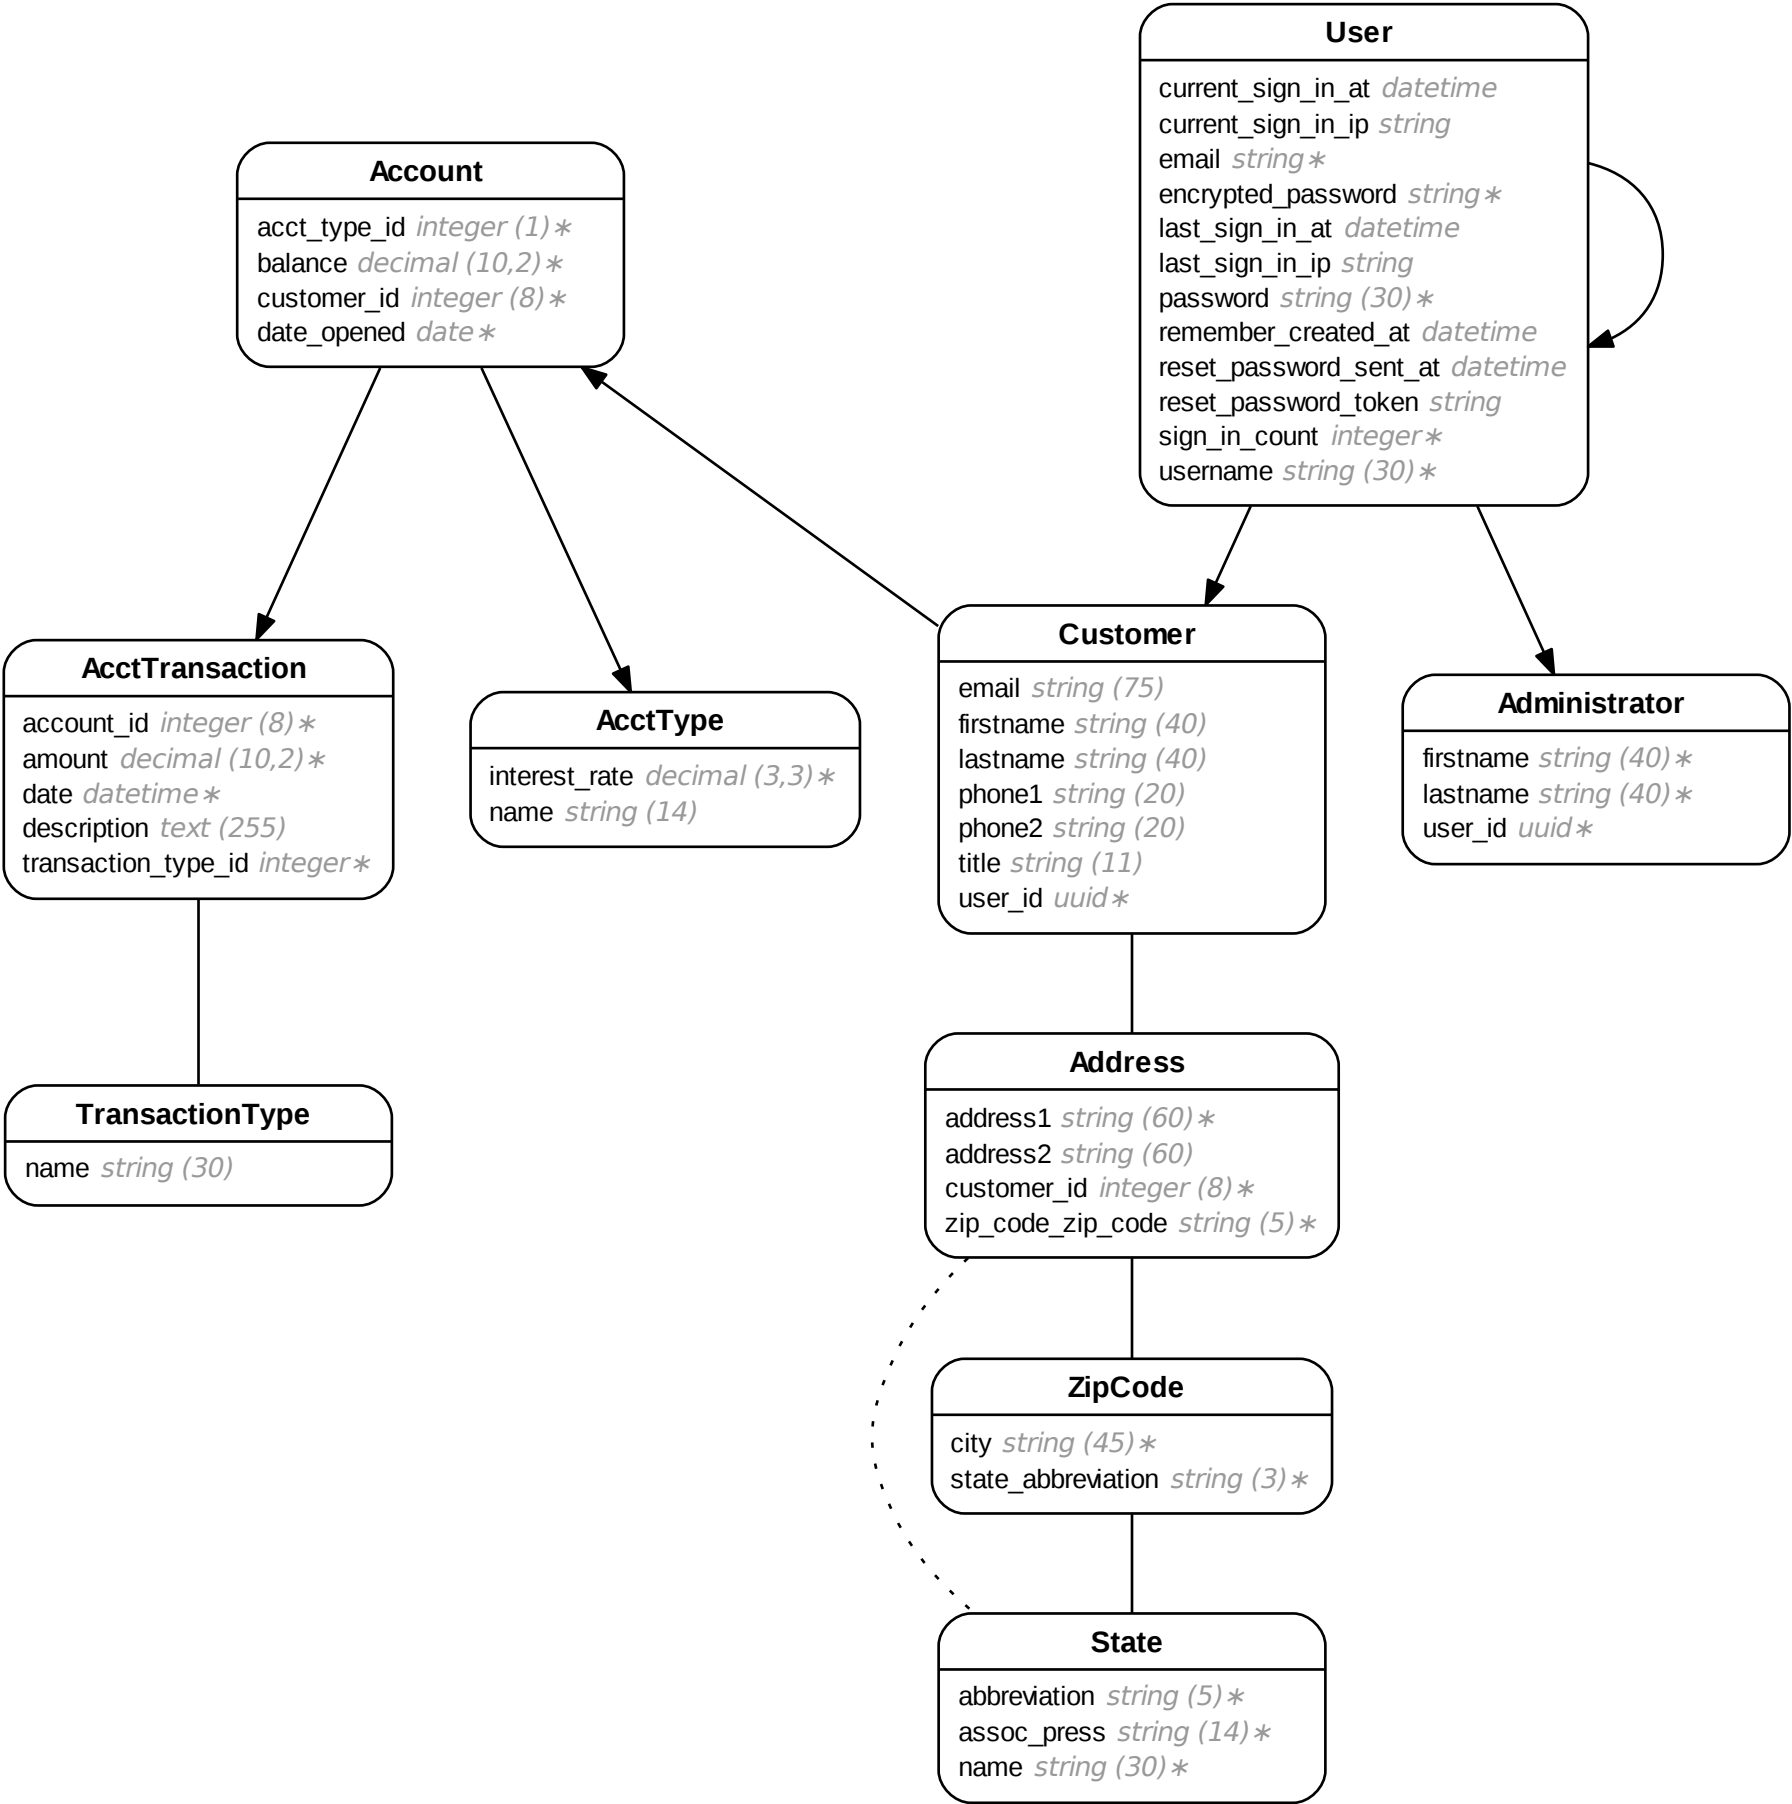 User
current_sign_in_at datetime
current_sign_in_ip string
email string∗
encrypted_password string∗
last_sign_in_at datetime
last_sign_in_ip string
password string (30)∗
remember_created_at datetime
reset_password_sent_at datetime
reset_password_token string
sign_in_count integer∗
username string (30)∗
Account
acct_type_id integer (1)∗
balance decimal (10,2)∗
customer_id integer (8)∗
date_opened date∗
AcctTransaction
account_id integer (8)∗
amount decimal (10,2)∗
date datetime∗
description text (255)
transaction_type_id integer∗
AcctType
interest_rate decimal (3,3)∗
name string (14)
Customer
email string (75)
firstname string (40)
lastname string (40)
phone1 string (20)
phone2 string (20)
title string (11)
user_id uuid∗
Administrator
firstname string (40)∗
lastname string (40)∗
user_id uuid∗
TransactionType
name string (30)
Address
address1 string (60)∗
address2 string (60)
customer_id integer (8)∗
zip_code_zip_code string (5)∗
ZipCode
city string (45)∗
state_abbreviation string (3)∗
State
abbreviation string (5)∗
assoc_press string (14)∗
name string (30)∗